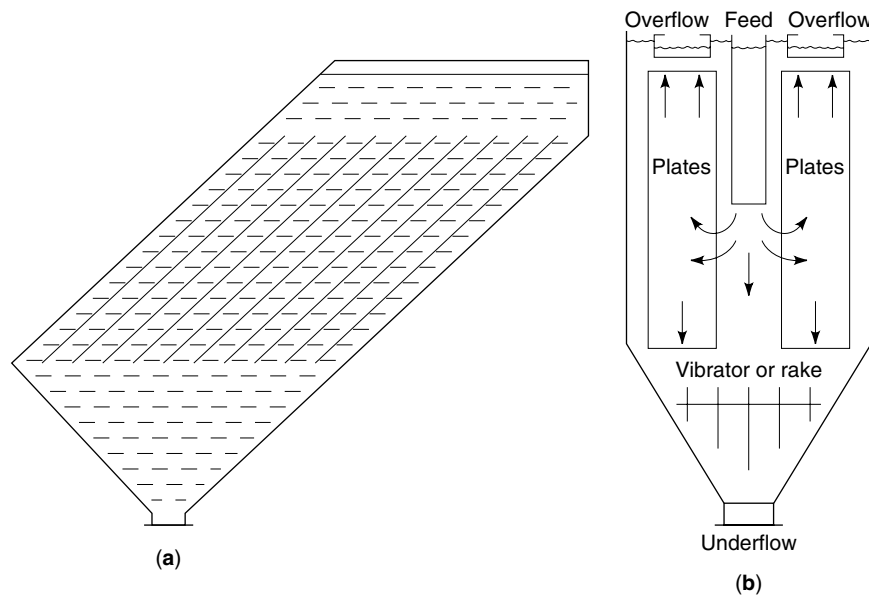 Overflow Feed Overflow
Plates Plates
Vibrator or rake
Underflow
(a)
(b)